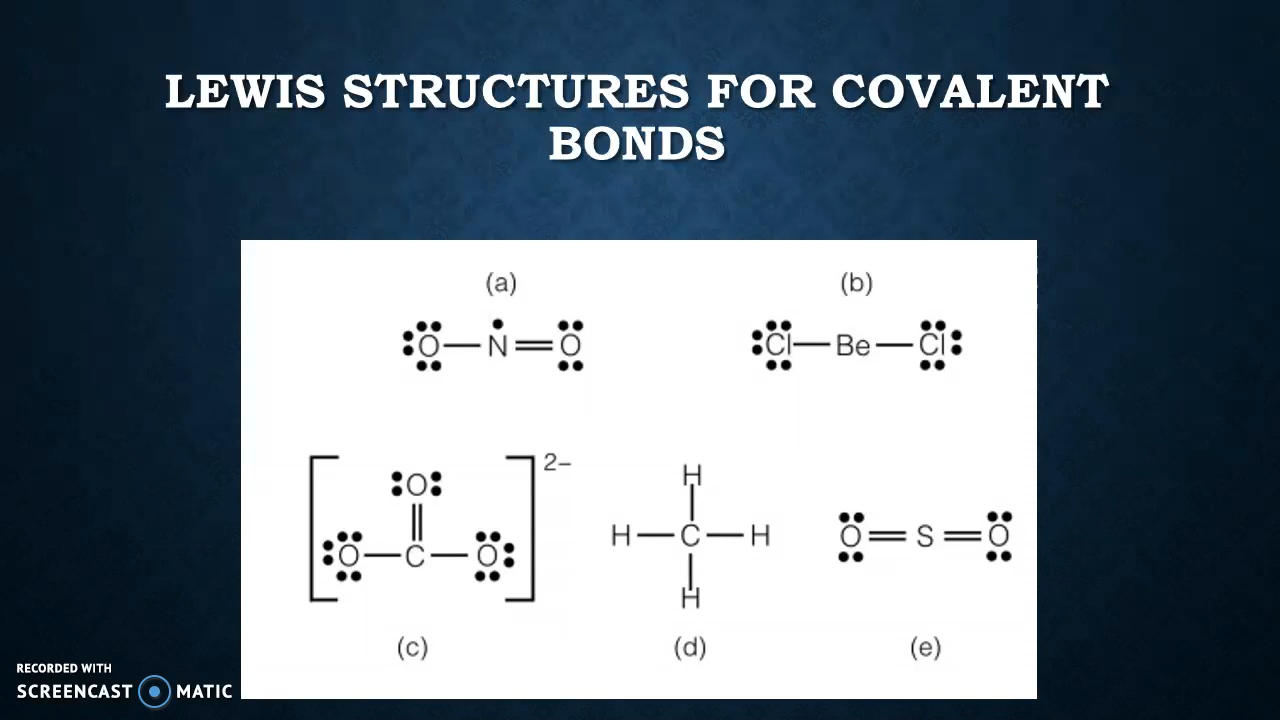 LEWIS STRUCTURES FOR COVALENT
BONDS
(a) (b)
O N O Cl Be Cl
2–
O
O C O
H
H C H
H
O S O
(c) (d) (e)
RECORDED WITH
SCREENCAST MATIC